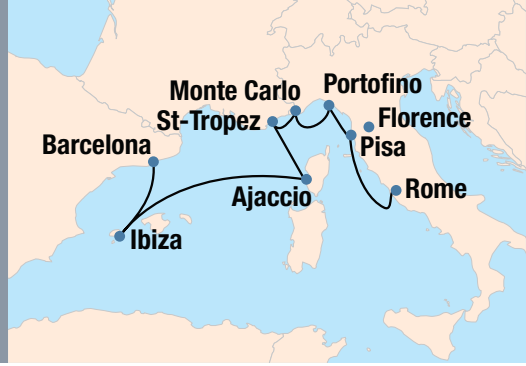 Monte Carlo
Portofino
St-Tropez
Florence
Barcelona
Pisa
Ajaccio
Rome
Ibiza